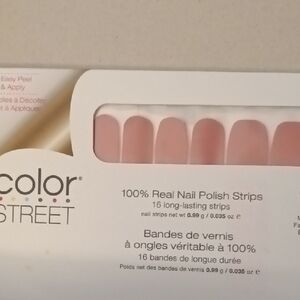 Easy Peel
& Apply
à Décoller
et à Appliquer
color
STREET
100% Real Nail Polish Strips
16 long-lasting strips
nail strips net wt 0.99 g / 0.035 oz ℮
Bandes de vernis
à ongles véritable à 100%
16 bandes de longue durée
Poids net des bandes de vernis 0.99 g / 0.035 oz ℮